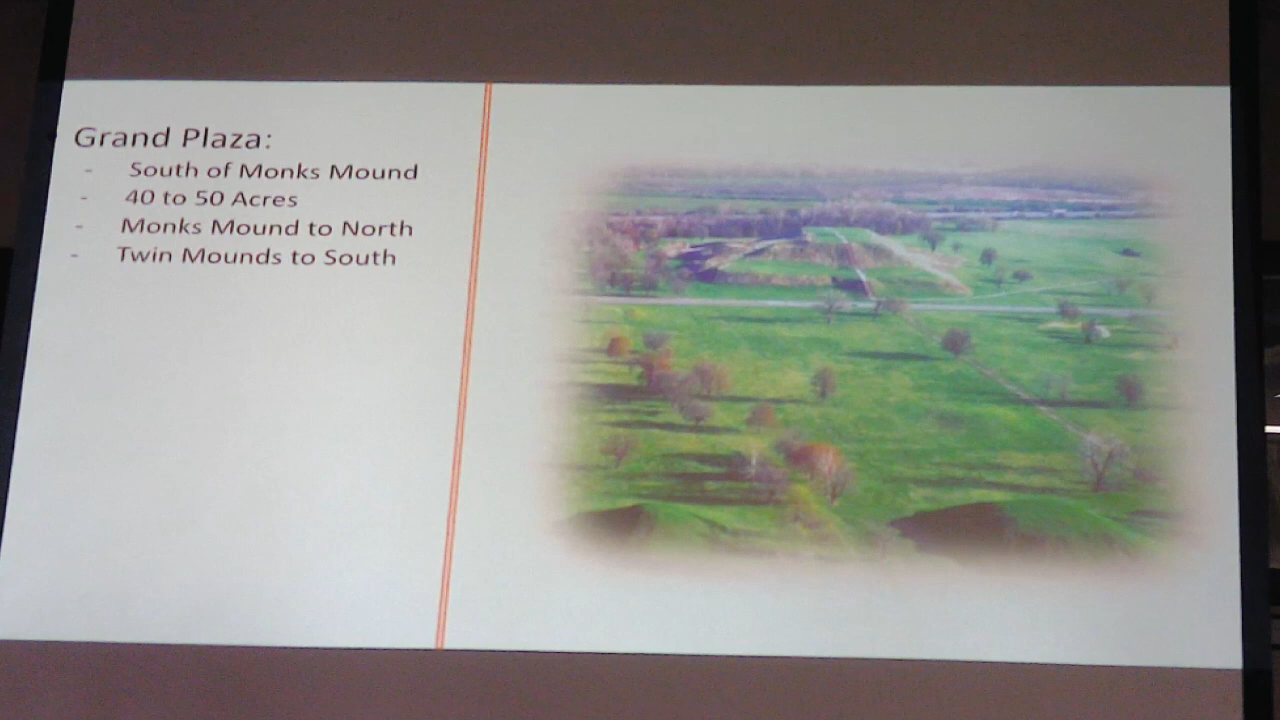 Grand Plaza:
- South of Monks Mound
- 40 to 50 Acres
- Monks Mound to North
- Twin Mounds to South